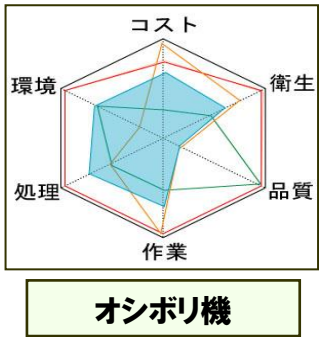 コスト
環境
衛生
処理
品質
作業
オシボリ機